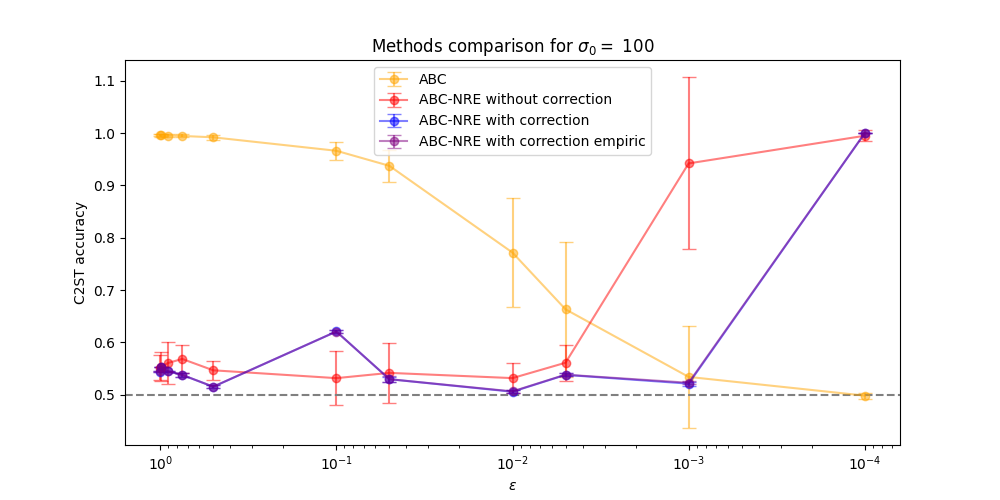 Methods comparison for σ₀ = 100
ABC
ABC-NRE without correction
ABC-NRE with correction
ABC-NRE with correction empiric
C2ST accuracy
1.1
1.0
0.9
0.8
0.7
0.6
0.5
10⁰
10⁻¹
10⁻²
10⁻³
10⁻⁴
ε